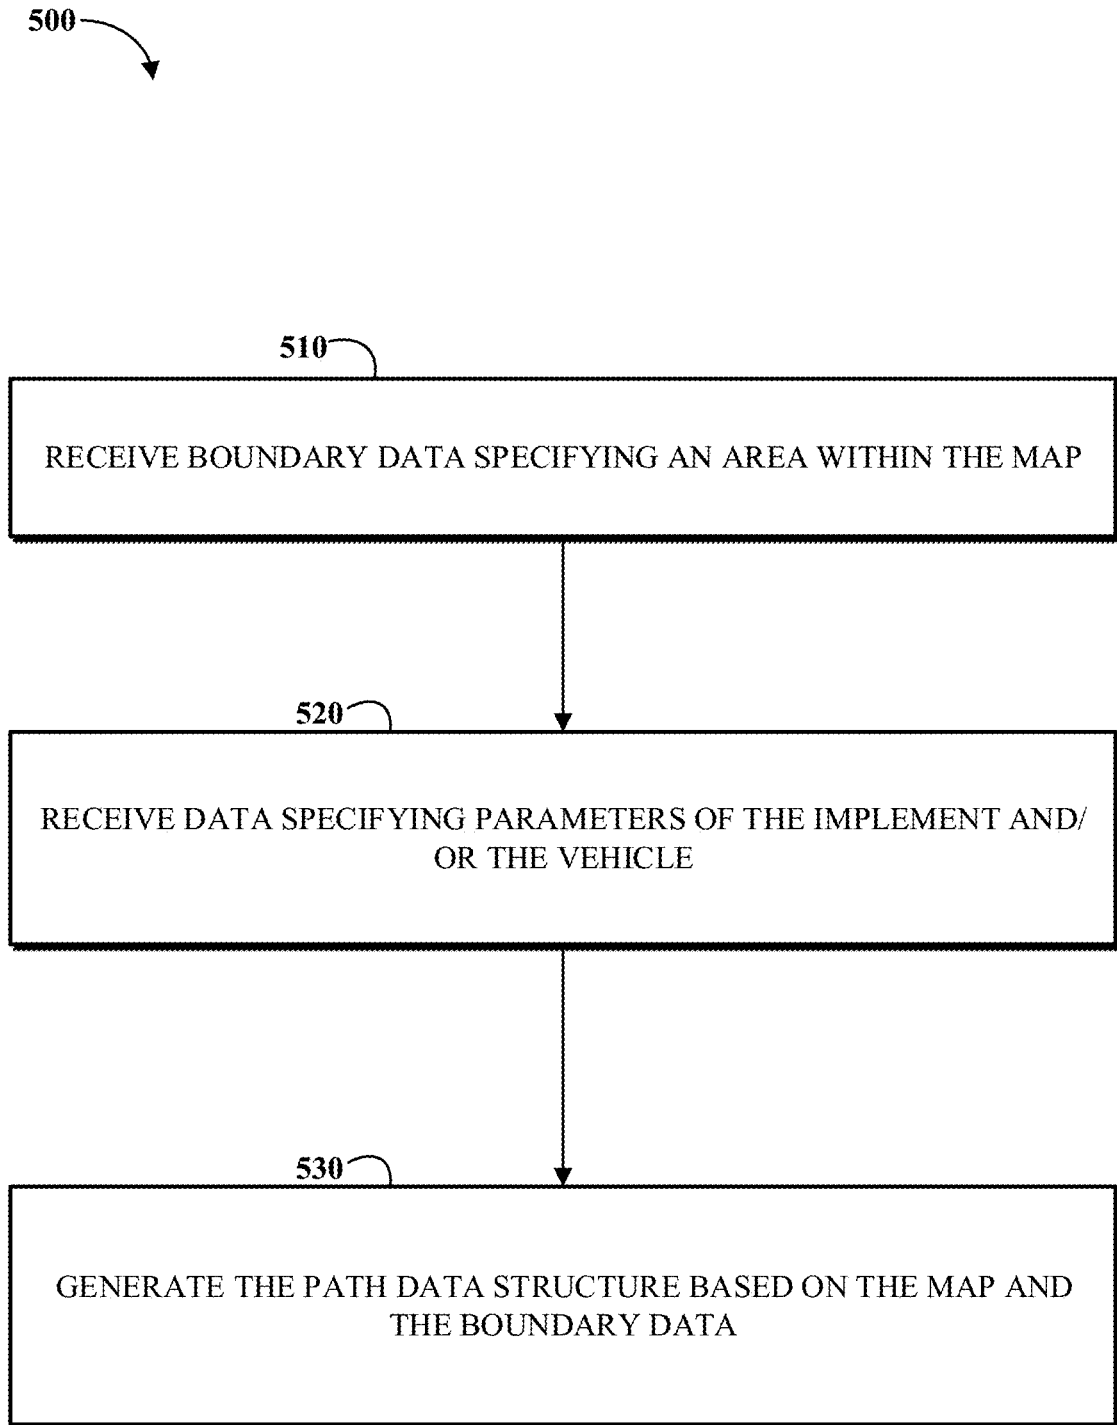 500
510
RECEIVE BOUNDARY DATA SPECIFYING AN AREA WITHIN THE MAP
520
RECEIVE DATA SPECIFYING PARAMETERS OF THE IMPLEMENT AND/
OR THE VEHICLE
530
GENERATE THE PATH DATA STRUCTURE BASED ON THE MAP AND
THE BOUNDARY DATA